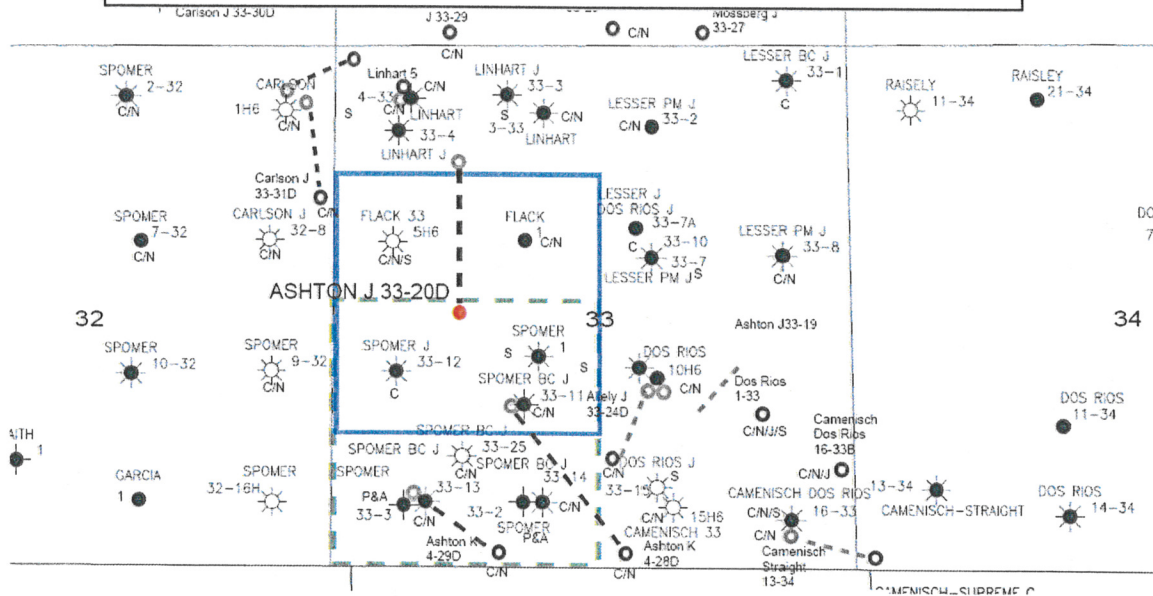 Carlson J 33-30D
J 33-29
C/N
C/N
Mossberg J
33-27
SPOMER
2-32
C/N
CARLSON
1H6
C/N
S
Linhart 5
4-33
C/N
C/N
LINHART
33-4
LINHART J
LINHART J
33-3
S
3-33
C/N
LINHART
LESSER PM J
33-2
C/N
LESSER BC J
33-1
C
RAISELY
11-34
RAISLEY
21-34
Carlson J
33-31D
C/N
SPOMER
7-32
C/N
CARLSON J
32-8
C/N
FLACK 33
5H6
C/N/S
FLACK
1
C/N
LESSER J
DOS RIOS J
33-7A
C
33-10
33-7
LESSER PM J
S
LESSER PM J
33-8
C/N
DO
7
ASHTON J 33-20D
32
33
34
Ashton J33-19
SPOMER
10-32
SPOMER
9-32
C/N
SPOMER J
33-12
C
SPOMER
1
S
S
SPOMER BC J
33-11
C/N
Allely J
33-24D
C/N
DOS RIOS
10H6
C/N
Dos Rios
1-33
C/N/J/S
Camenisch
Dos Rios
16-33B
C/N/J
DOS RIOS
11-34
AITH
1
GARCIA
1
SPOMER
32-16H
SPOMER BC J
33-25
C/N
SPOMER BC J
SPOMER
33-13
P&A
33-3
C/N
SPOMER BC J
33-14
33-2
C/N
SPOMER
P&A
DOS RIOS J
S
33-15
C/N
15H6
CAMENISCH 33
Ashton K
4-29D
C/N
Ashton K
4-28D
C/N
CAMENISCH DOS RIOS
C/N/S
16-33
C/N
Camenisch
Straight
13-34
13-34
CAMENISCH-STRAIGHT
DOS RIOS
14-34
CAMENISCH-SUPREME C